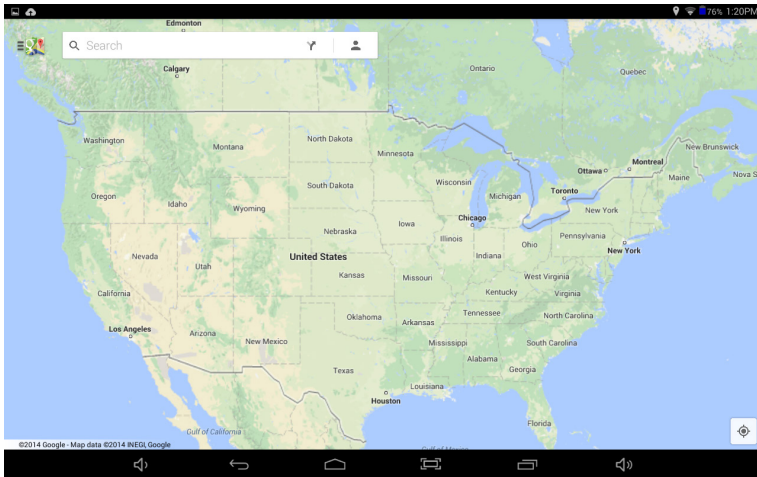 76% 1:20PM
Edmonton
Search
Calgary
Ontario
Quebec
Washington
Montana
North Dakota
Minnesota
New Brunswick
Montreal
Ottawa
Maine
Nova S
Oregon
Idaho
Wyoming
South Dakota
Wisconsin
Michigan
Toronto
New York
Chicago
Iowa
Nebraska
Illinois
Indiana
Ohio
Pennsylvania
New York
Nevada
Utah
United States
Kansas
Missouri
West Virginia
Kentucky
Virginia
California
Los Angeles
Arizona
New Mexico
Oklahoma
Arkansas
Tennessee
North Carolina
Mississippi
South Carolina
Alabama
Georgia
Texas
Louisiana
Houston
Florida
Gulf of California
Gulf of Mexico
©2014 Google - Map data ©2014 INEGI, Google